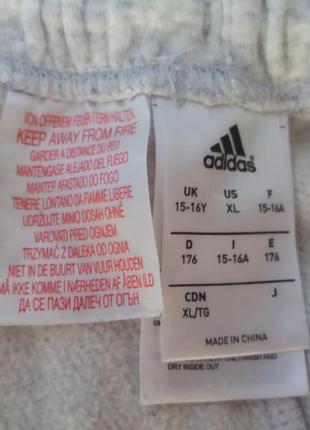 VON OFFENEM FEUER FERN HALTEN
KEEP AWAY FROM FIRE
GARDER A DISTANCE DU FEU
MANTÉNGASE ALEJADO DEL FUEGO
MANTER AFASTADO DO FOGO
TENERE LONTANO DA FIAMME LIBERE
UDRŽUJTE MIMO DOSAH OHNĚ
VAROVATI PRED OGNJEM
TRZYMAĆ Z DALEKA OD OGNIA
NIET IN DE BUURT VAN VUUR HOUDEN
MÅ IKKE KOMME I NÆRHEDEN AF ÅBEN ILD
ДА СЕ ПАЗИ ДАЛЕЧ ОТ ОГЪН
adidas®
UK US F
15-16Y XL 15-16A
D I E
176 15-16A 176
CDN J
XL/TG
MADE IN CHINA
DRY INSIDE OUT